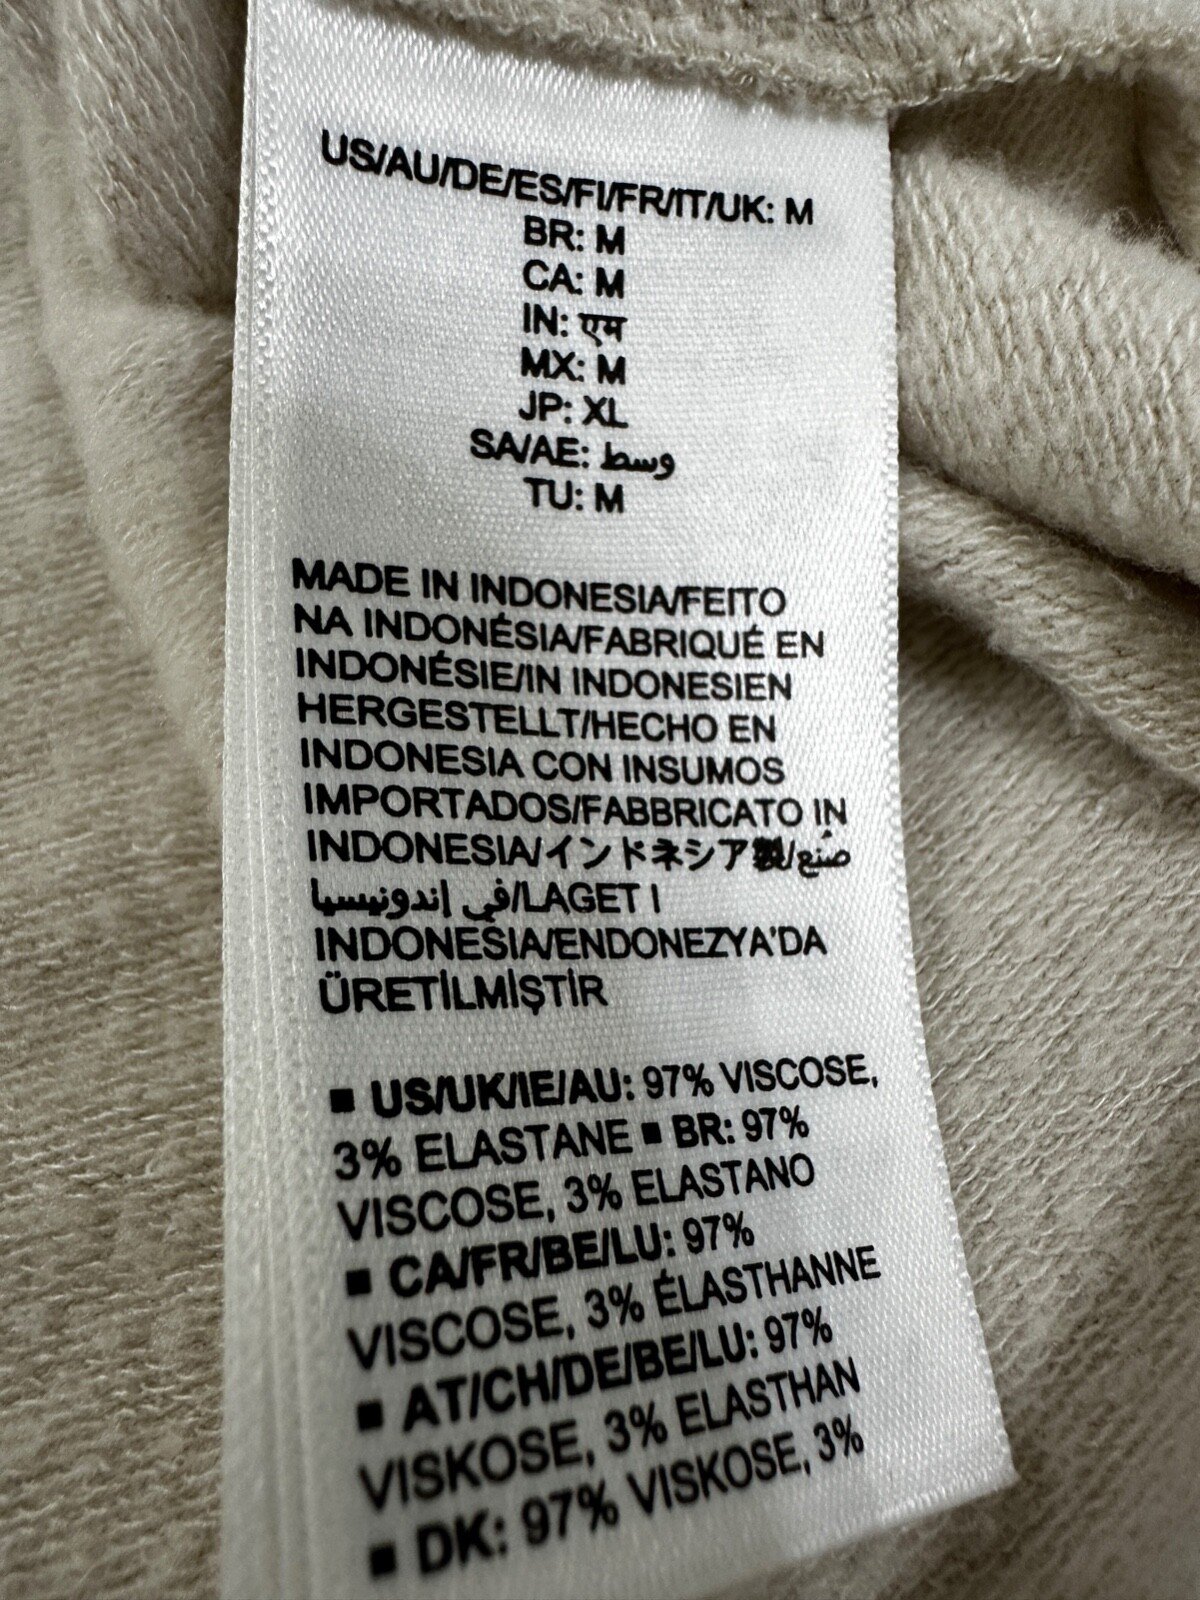 US/AU/DE/ES/FI/FR/IT/UK: M
BR: M
CA: M
IN: एम
MX: M
JP: XL
SA/AE: وسط
TU: M
MADE IN INDONESIA/FEITO
NA INDONÉSIA/FABRIQUÉ EN
INDONÉSIE/IN INDONESIEN
HERGESTELLT/HECHO EN
INDONESIA CON INSUMOS
IMPORTADOS/FABBRICATO IN
INDONESIA/インドネシア製/صُنع
في إندونيسيا/LAGET I
INDONESIA/ENDONEZYA'DA
ÜRETİLMİŞTİR
■ US/UK/IE/AU: 97% VISCOSE,
3% ELASTANE ■ BR: 97%
VISCOSE, 3% ELASTANO
■ CA/FR/BE/LU: 97%
VISCOSE, 3% ÉLASTHANNE
■ AT/CH/DE/BE/LU: 97%
VISKOSE, 3% ELASTHAN
■ DK: 97% VISKOSE, 3%